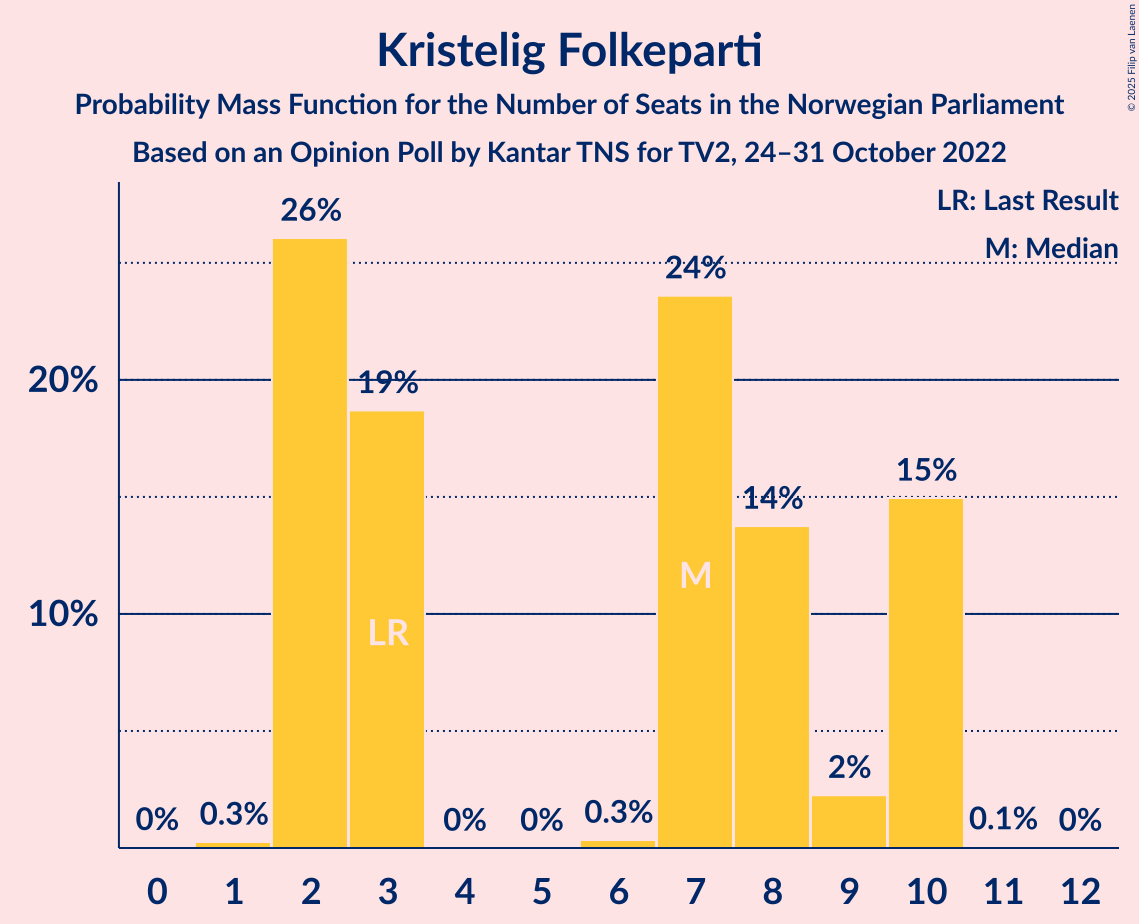 Kristelig Folkeparti
Probability Mass Function for the Number of Seats in the Norwegian Parliament
Based on an Opinion Poll by Kantar TNS for TV2, 24–31 October 2022
© 2025 Filip van Laenen
LR: Last Result
M: Median
26%
24%
20%
19%
15%
14%
M
10%
LR
2%
0% 0.3% 0% 0% 0.3% 0.1% 0%
0 1 2 3 4 5 6 7 8 9 10 11 12